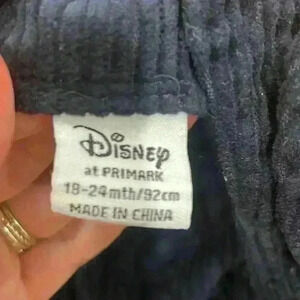 Disney
at PRIMARK
18-24mth/92cm
MADE IN CHINA